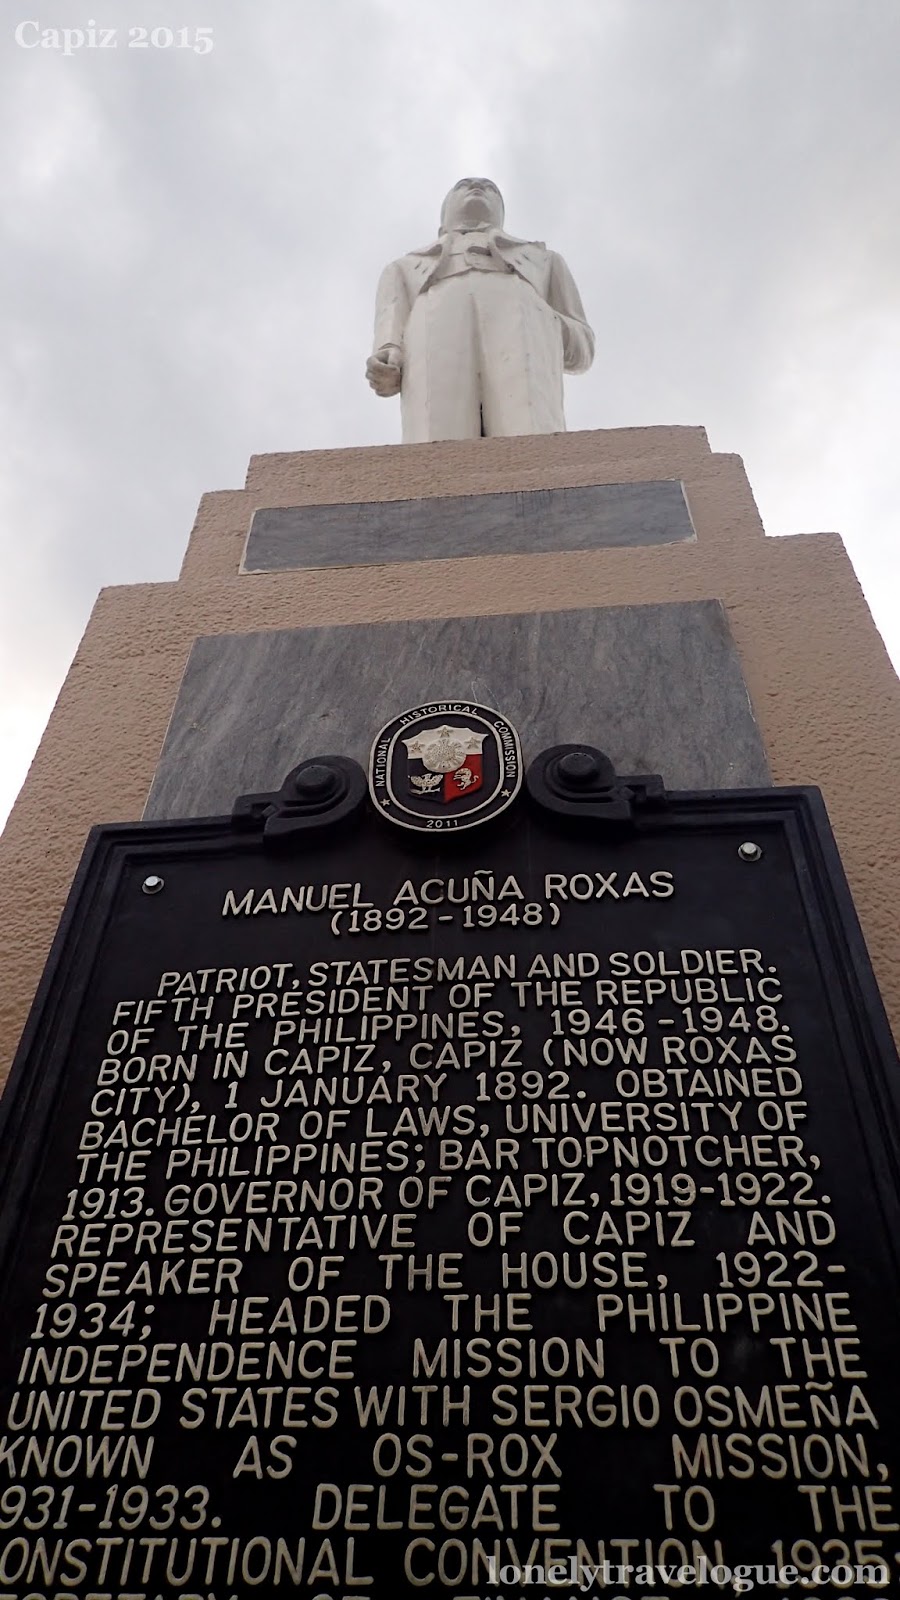 Capiz 2015
NATIONAL HISTORICAL COMMISSION
2011
MANUEL ACUÑA ROXAS
(1892-1948)
PATRIOT, STATESMAN AND SOLDIER.
FIFTH PRESIDENT OF THE REPUBLIC
OF THE PHILIPPINES, 1946-1948.
BORN IN CAPIZ, CAPIZ (NOW ROXAS
CITY), 1 JANUARY 1892. OBTAINED
BACHELOR OF LAWS, UNIVERSITY OF
THE PHILIPPINES; BAR TOPNOTCHER,
1913. GOVERNOR OF CAPIZ, 1919-1922.
REPRESENTATIVE OF CAPIZ AND
SPEAKER OF THE HOUSE, 1922-
1934; HEADED THE PHILIPPINE
INDEPENDENCE MISSION TO THE
UNITED STATES WITH SERGIO OSMEÑA
KNOWN AS OS-ROX MISSION,
931-1933. DELEGATE TO THE
ONSTITUTIONAL CONVENTION, 1935;
lonelytravelogue.com